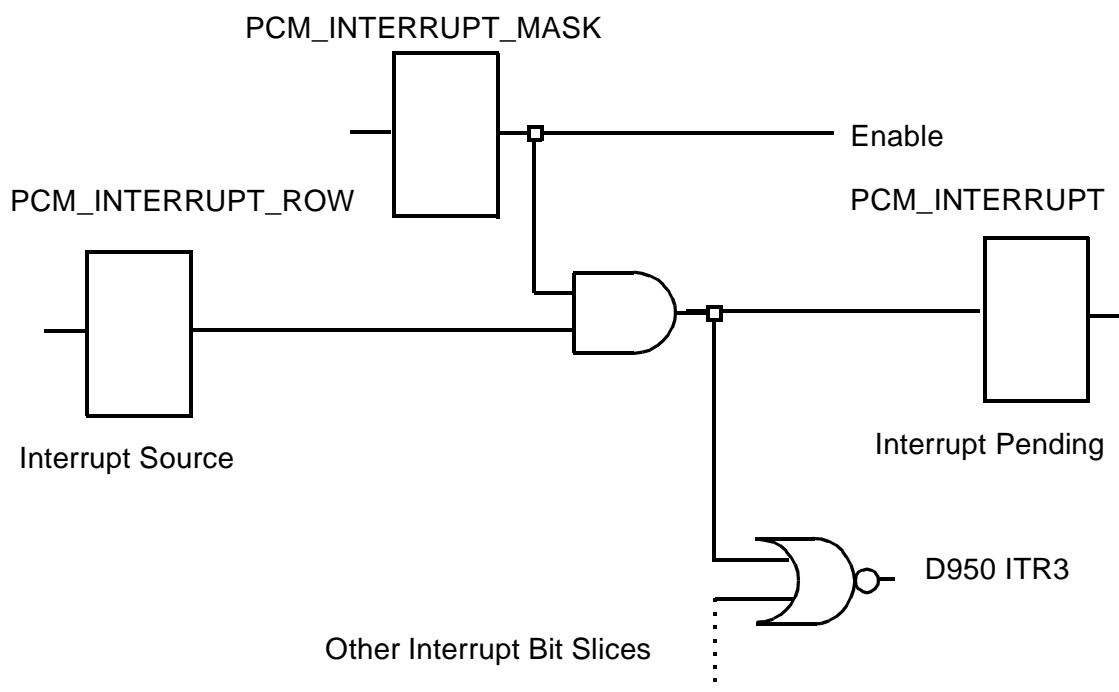 PCM_INTERRUPT_MASK
Enable
PCM_INTERRUPT_ROW
PCM_INTERRUPT
Interrupt Source
Interrupt Pending
D950 ITR3
Other Interrupt Bit Slices